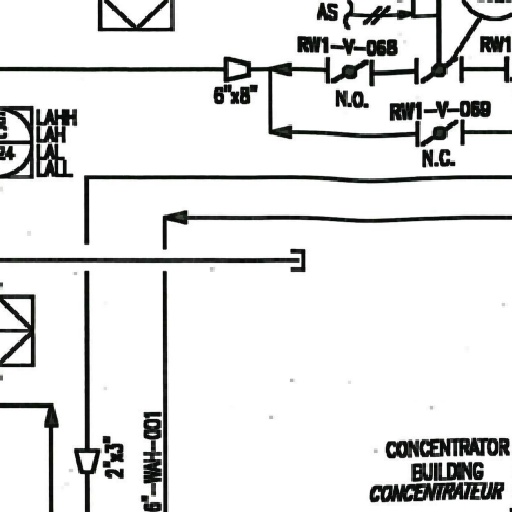 AS
RW1-V-068
RW1
6"x8"
N.O.
RW1-V-069
N.C.
LAHH
LAH
LAL
LALL
C
24
2"x3"
6"-WAH-001
CONCENTRATOR
BUILDING
CONCENTRATEUR